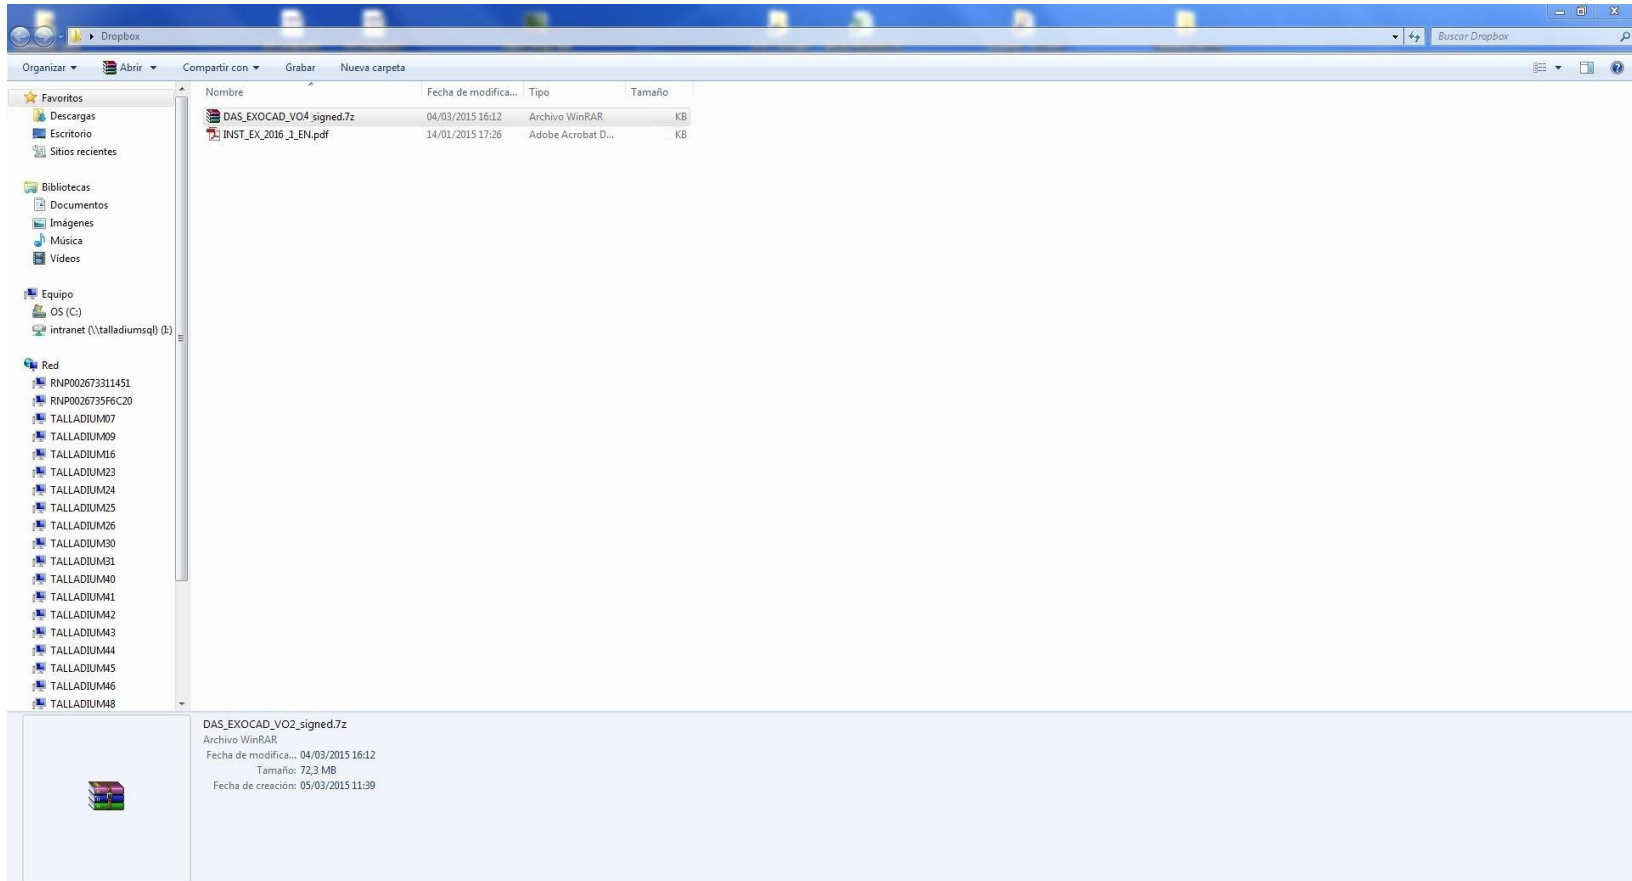 Dropbox
Buscar Dropbox
Organizar Abrir Compartir con Grabar Nueva carpeta
Nombre Fecha de modifica... Tipo Tamaño
DAS_EXOCAD_VO4_signed.7z 04/03/2015 16:12 Archivo WinRAR KB
INST_EX_2016_1_EN.pdf 14/01/2015 17:26 Adobe Acrobat D... KB
Favoritos
Descargas
Escritorio
Sitios recientes
Bibliotecas
Documentos
Imágenes
Música
Vídeos
Equipo
OS (C:)
intranet (\\talladiumsql) (I:)
Red
RNP002673311451
RNP0026735F6C20
TALLADIUM07
TALLADIUM09
TALLADIUM16
TALLADIUM23
TALLADIUM24
TALLADIUM25
TALLADIUM26
TALLADIUM30
TALLADIUM31
TALLADIUM40
TALLADIUM41
TALLADIUM42
TALLADIUM43
TALLADIUM44
TALLADIUM45
TALLADIUM46
TALLADIUM48
DAS_EXOCAD_VO2_signed.7z
Archivo WinRAR
Fecha de modifica... 04/03/2015 16:12
Tamaño: 72,3 MB
Fecha de creación: 05/03/2015 11:39